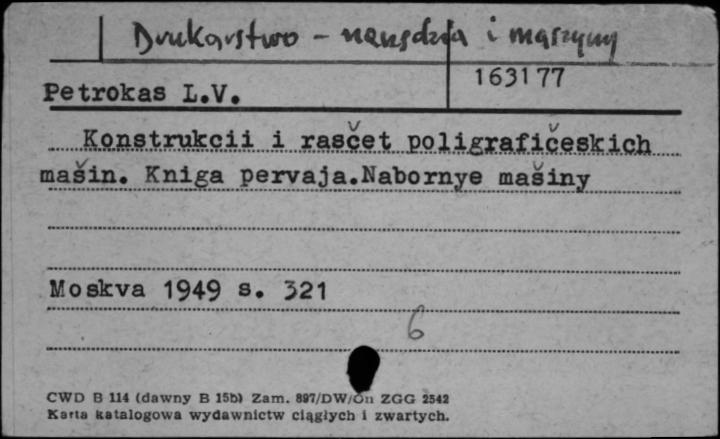 Drukarstwo - narzędzia i maszyny
163177
Petrokas L.V.
Konstrukcii i rasčet poligrafičeskich
mašin. Kniga pervaja.Nabornye mašiny
Moskva 1949 s. 321
6
CWD B 114 (dawny B 15b) Zam. 897/DW/On ZGG 2542
Karta katalogowa wydawnictw ciągłych i zwartych.